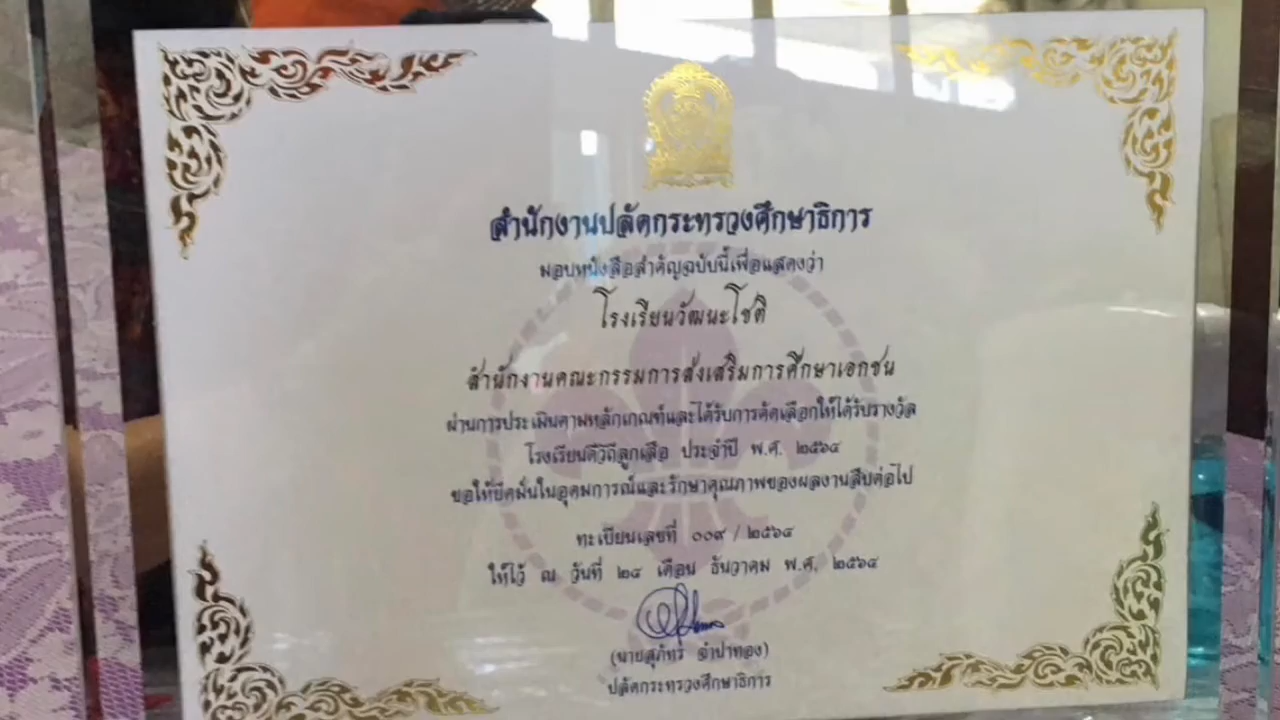 สำนักงานปลัดกระทรวงศึกษาธิการ
มอบหนังสือสำคัญฉบับนี้เพื่อแสดงว่า
โรงเรียนวัฒนะโชติ
สำนักงานคณะกรรมการส่งเสริมการศึกษาเอกชน
ผ่านการประเมินตามหลักเกณฑ์และได้รับการคัดเลือกให้ได้รับรางวัล
โรงเรียนดีวิถีลูกเสือ ประจำปี พ.ศ. ๒๕๖๔
ขอให้ยึดมั่นในอุดมการณ์และรักษาคุณภาพของผลงานสืบต่อไป
ทะเบียนเลขที่ ๐๐๙ / ๒๕๖๔
ให้ไว้ ณ วันที่ ๒๔ เดือน ธันวาคม พ.ศ. ๒๕๖๔
(นายสุภัทร จำปาทอง)
ปลัดกระทรวงศึกษาธิการ